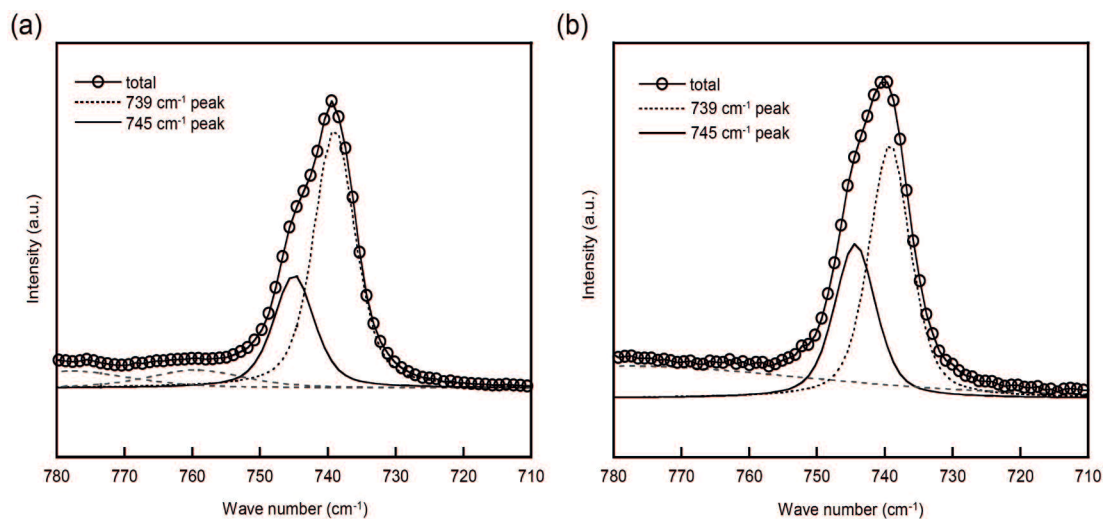 (a)
total
739 cm-1 peak
745 cm-1 peak
Intensity (a.u.)
780 770 760 750 740 730 720 710
Wave number (cm-1)
(b)
total
739 cm-1 peak
745 cm-1 peak
Intensity (a.u.)
780 770 760 750 740 730 720 710
Wave number (cm-1)